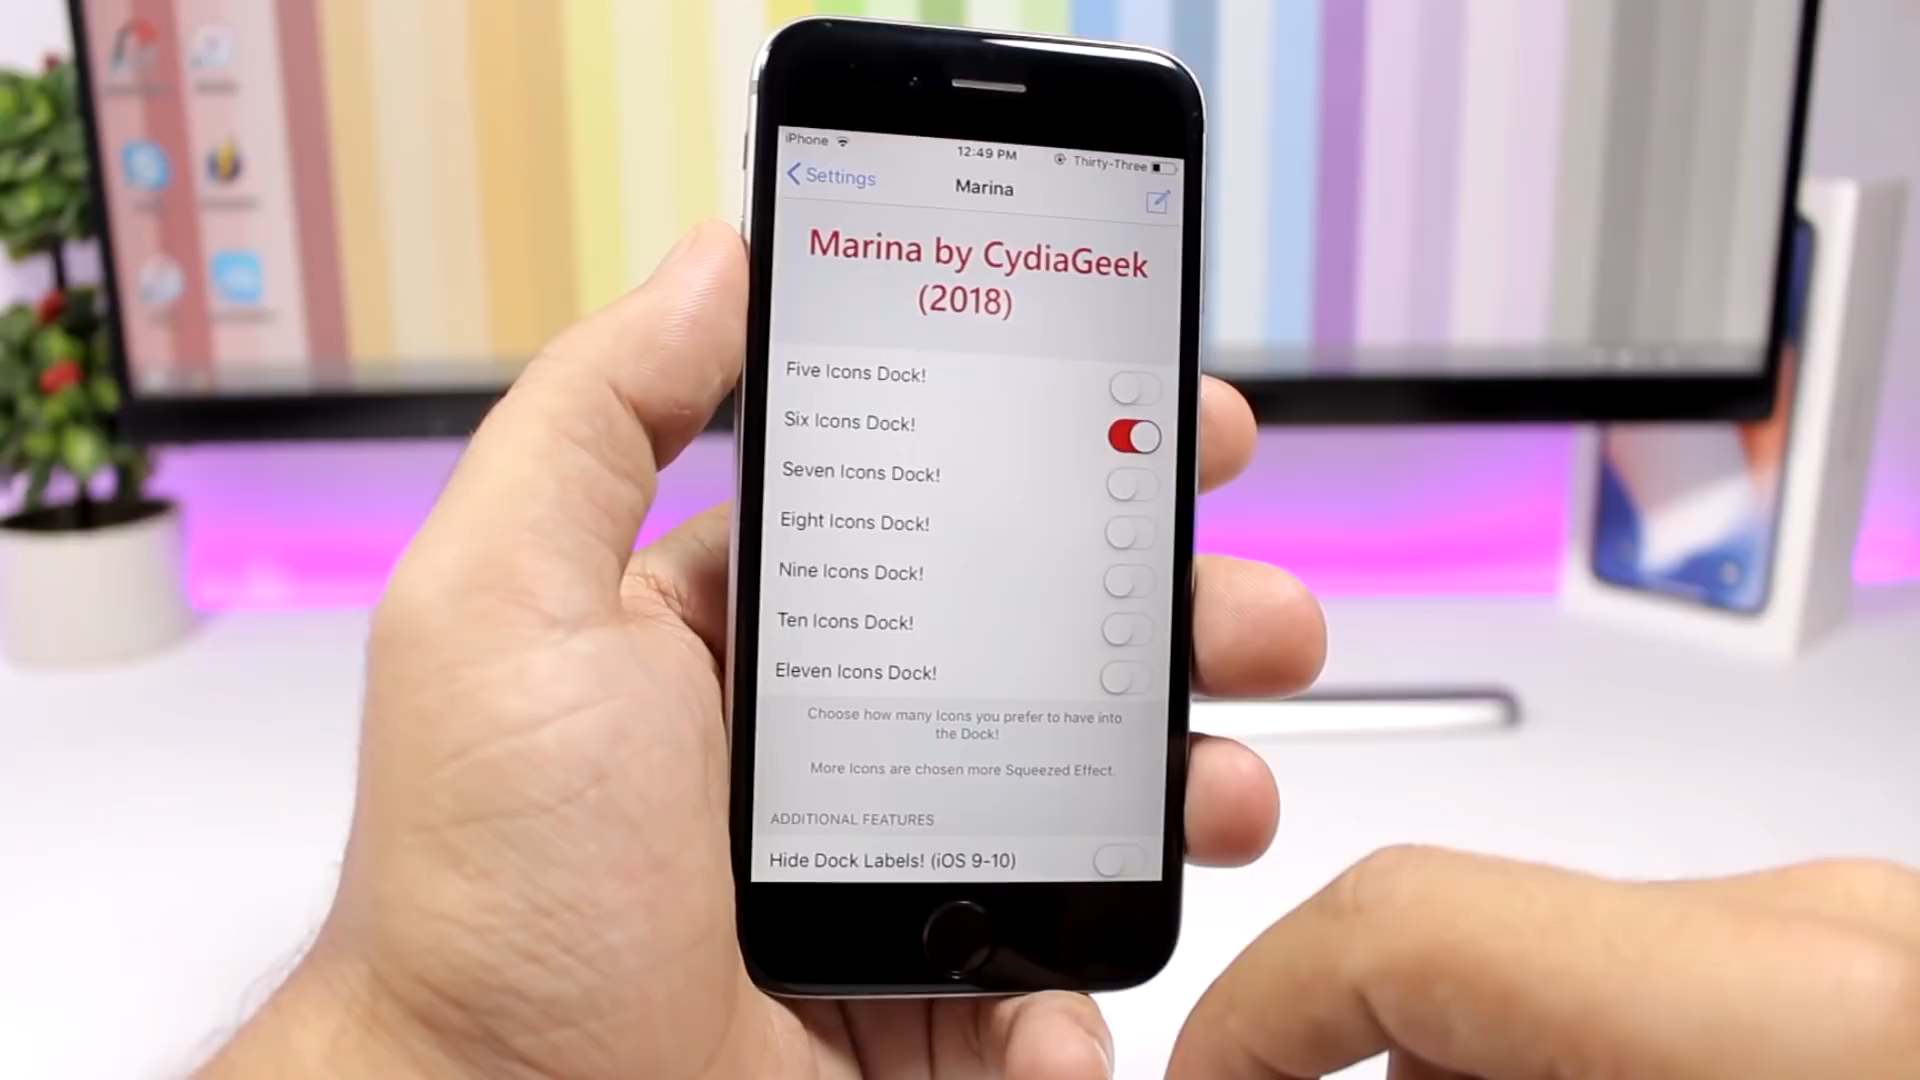 iPhone
12:49 PM
Thirty-Three
Settings
Marina
Marina by CydiaGeek
(2018)
Five Icons Dock!
Six Icons Dock!
Seven Icons Dock!
Eight Icons Dock!
Nine Icons Dock!
Ten Icons Dock!
Eleven Icons Dock!
Choose how many Icons you prefer to have into
the Dock!
More Icons are chosen more Squeezed Effect.
ADDITIONAL FEATURES
Hide Dock Labels! (iOS 9-10)